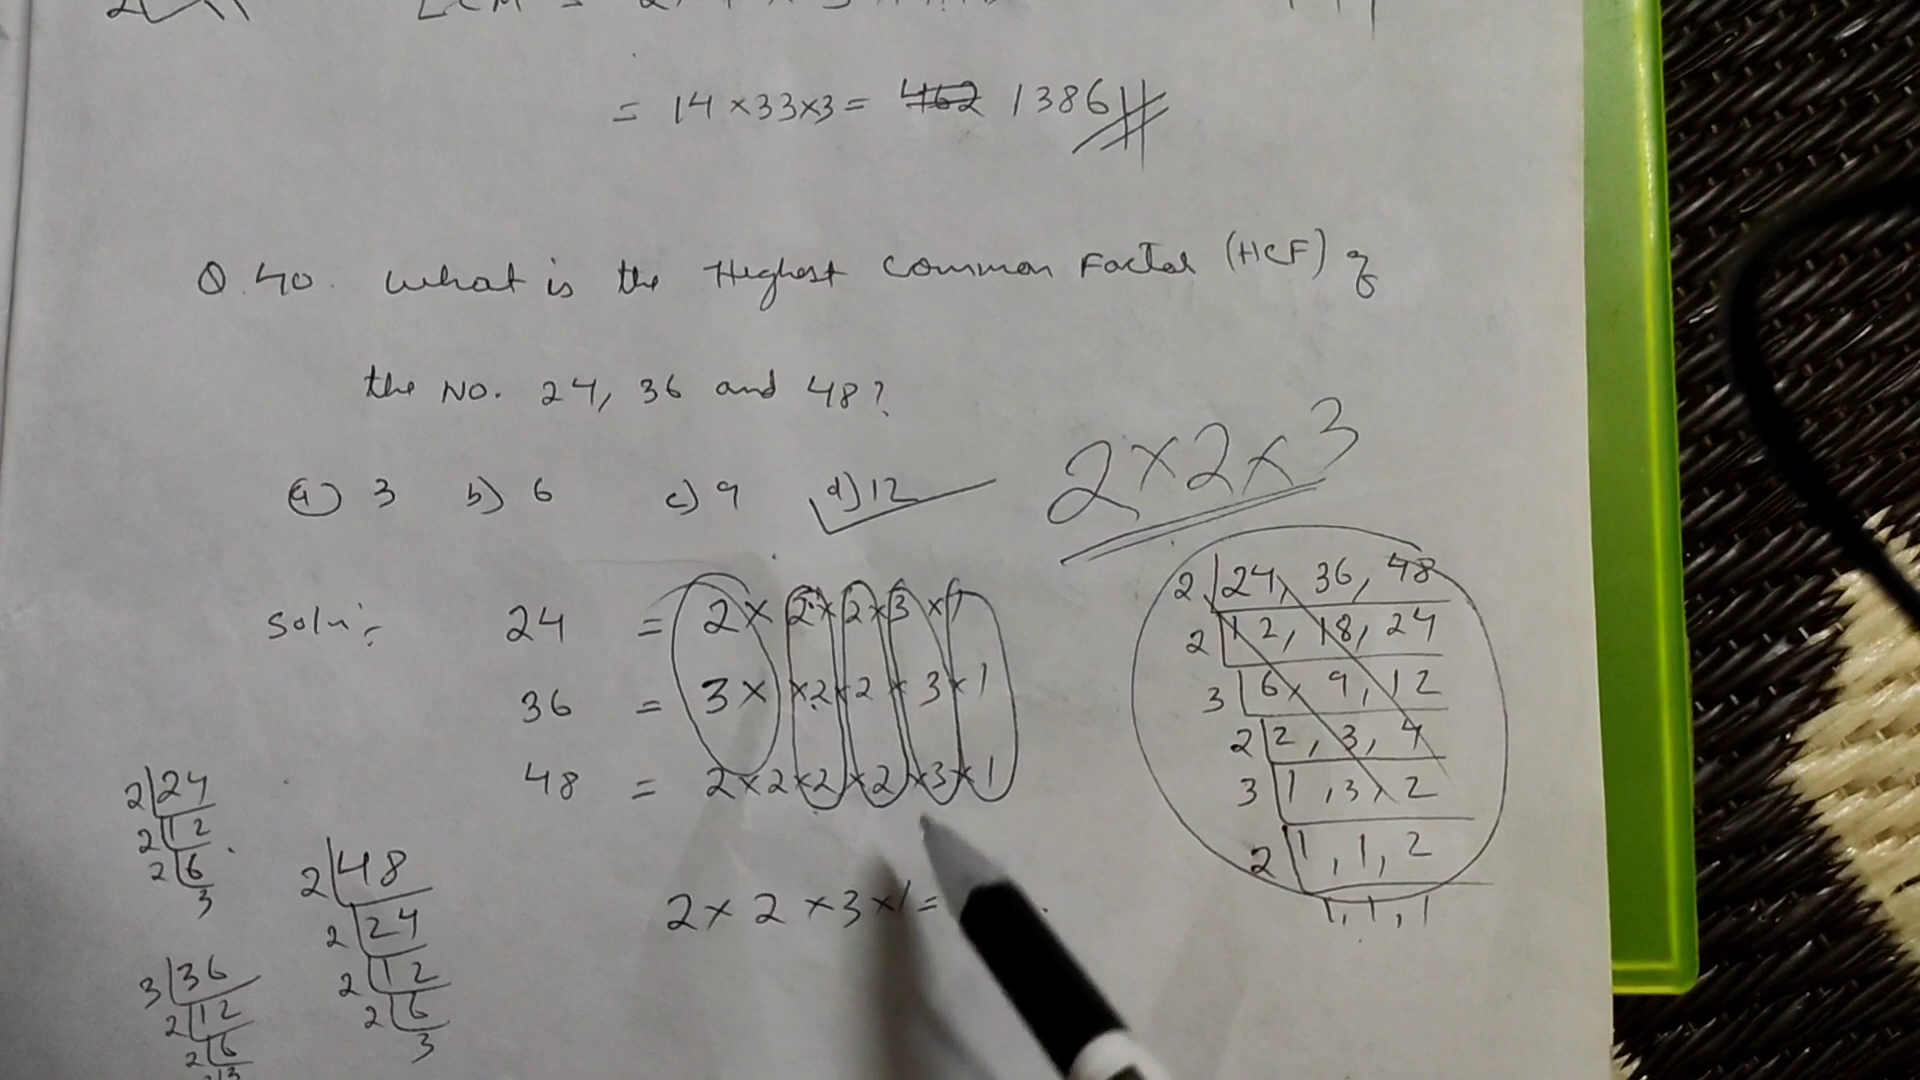 = 14 × 33 × 3 = 462 1386
Q.40. What is the Highest Common Factor (HCF) of
the No. 24, 36 and 48?
a) 3 b) 6 c) 9 d) 12
2 × 2 × 3
Soln:-
24 = 2 × 2 × 2 × 3 × 1
36 = 3 × × 2 × 2 × 3 × 1
48 = 2 × 2 × 2 × 2 × 3 × 1
2 × 2 × 3 × 1 =
2 | 24, 36, 48
2 | 12, 18, 24
3 | 6, 9, 12
2 | 2, 3, 4
3 | 1, 3, 2
2 | 1, 1, 2
1, 1, 1
2 | 24
2 | 12
2 | 6
3
2 | 48
2 | 24
2 | 12
2 | 6
3
3 | 36
2 | 12
2 | 6